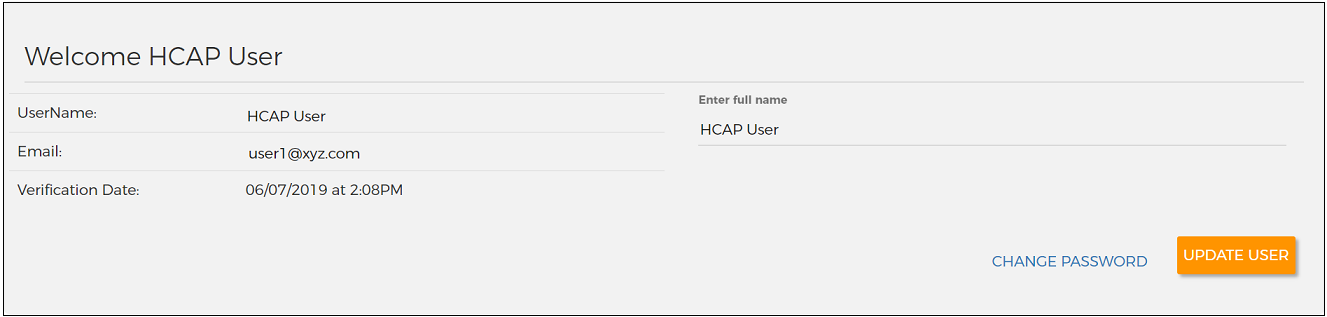 Welcome HCAP User
UserName: HCAP User
Email: user1@xyz.com
Verification Date: 06/07/2019 at 2:08PM
Enter full name
HCAP User
CHANGE PASSWORD UPDATE USER